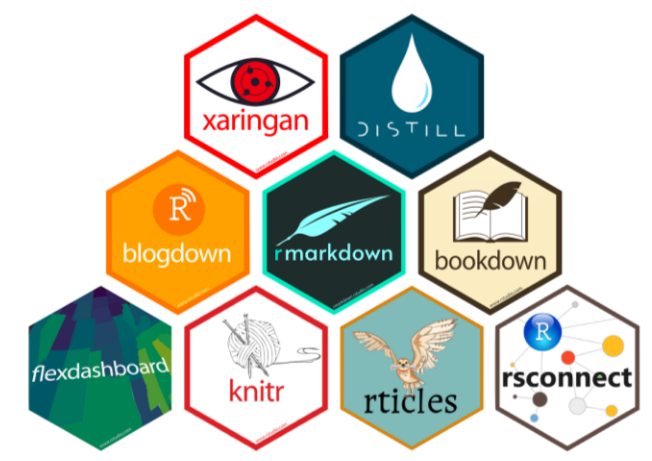 xaringan
DISTILL
R
blogdown
rmarkdown
bookdown
flexdashboard
knitr
rticles
R
rsconnect